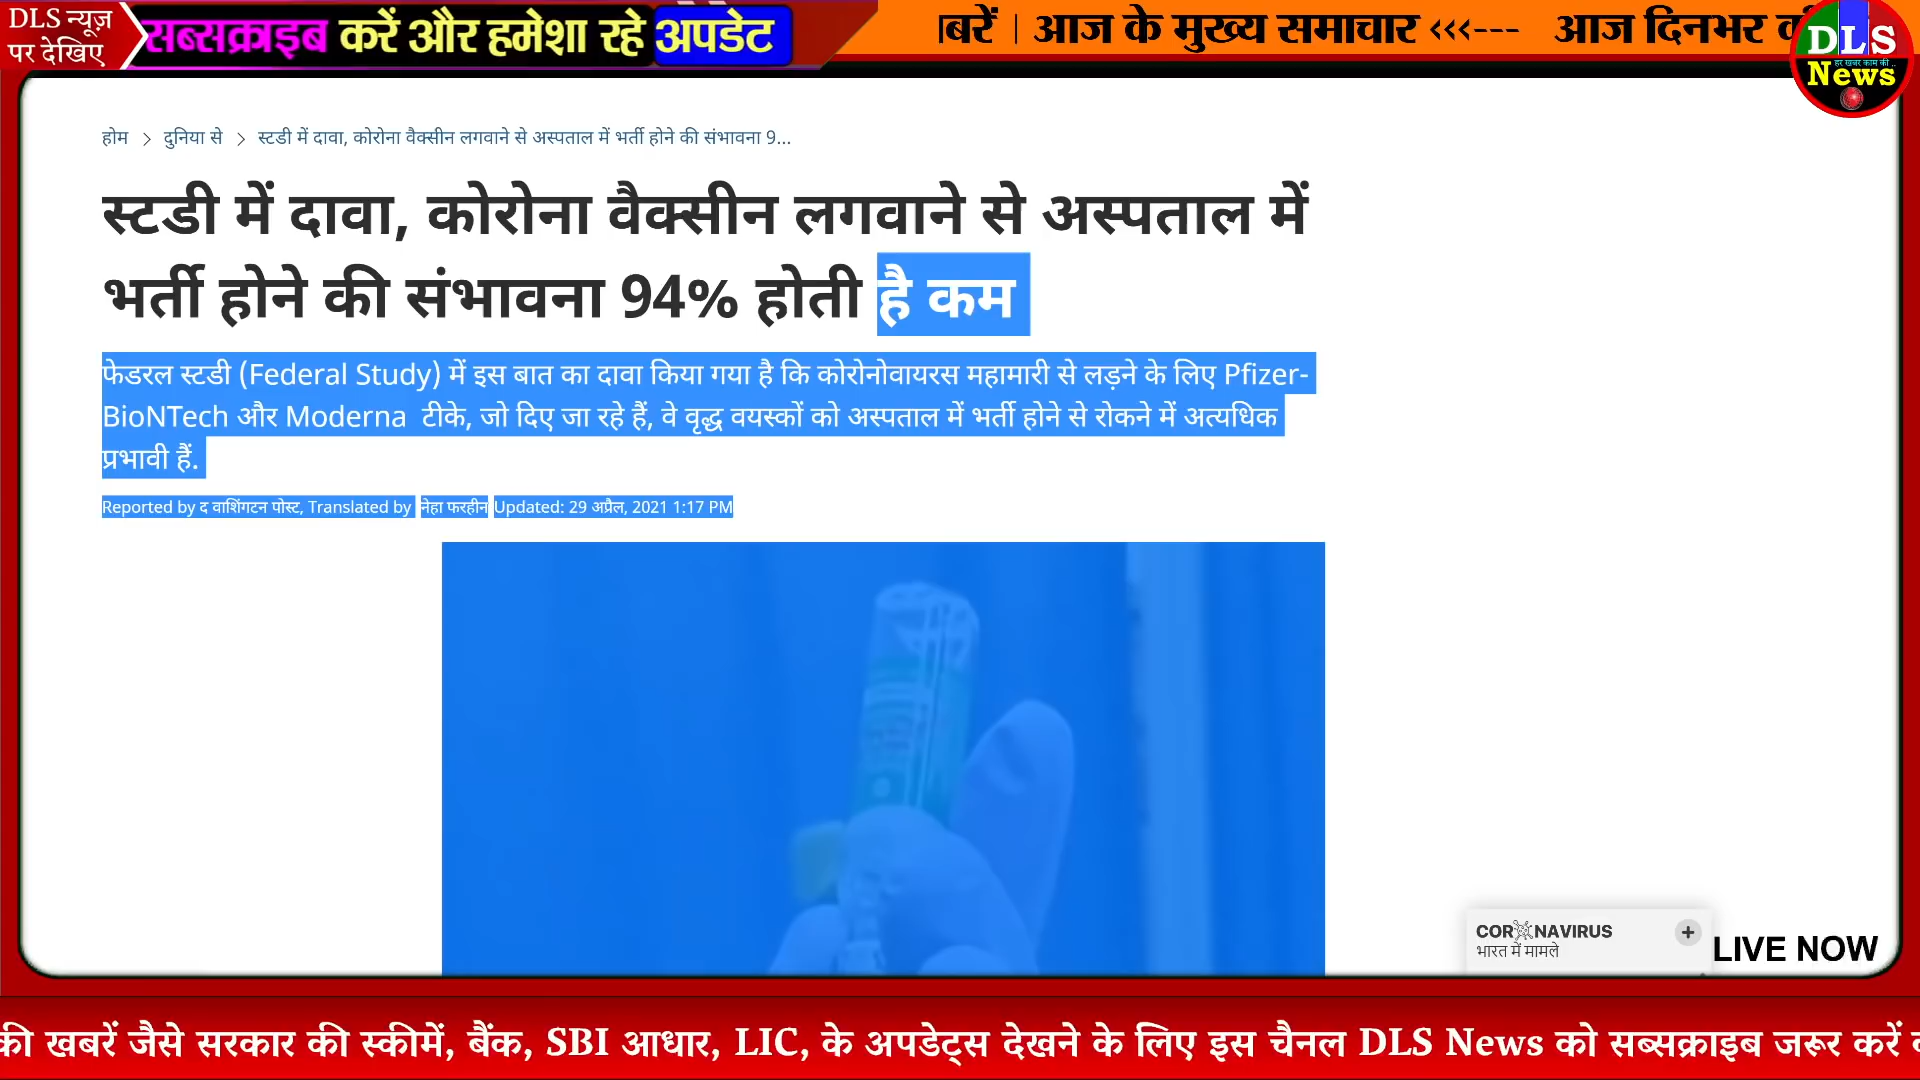 DLS न्यूज़
पर देखिए
सब्सक्राइब करें और हमेशा रहे अपडेट
आज के मुख्य समाचार ‹‹‹--- आज दिनभर
DLS
हर खबर काम की ..
News
होम > दुनिया से > स्टडी में दावा, कोरोना वैक्सीन लगवाने से अस्पताल में भर्ती होने की संभावना 9...
स्टडी में दावा, कोरोना वैक्सीन लगवाने से अस्पताल में
भर्ती होने की संभावना 94% होती है कम
फेडरल स्टडी (Federal Study) में इस बात का दावा किया गया है कि कोरोनोवायरस महामारी से लड़ने के लिए Pfizer-
BioNTech और Moderna टीके, जो दिए जा रहे हैं, वे वृद्ध वयस्कों को अस्पताल में भर्ती होने से रोकने में अत्यधिक
प्रभावी हैं.
Reported by द वाशिंगटन पोस्ट, Translated by नेहा फरहीन Updated: 29 अप्रैल, 2021 1:17 PM
CORONAVIRUS
भारत में मामले
+
LIVE NOW
की खबरें जैसे सरकार की स्कीमें, बैंक, SBI आधार, LIC, के अपडेट्स देखने के लिए इस चैनल DLS News को सब्सक्राइब जरूर करें